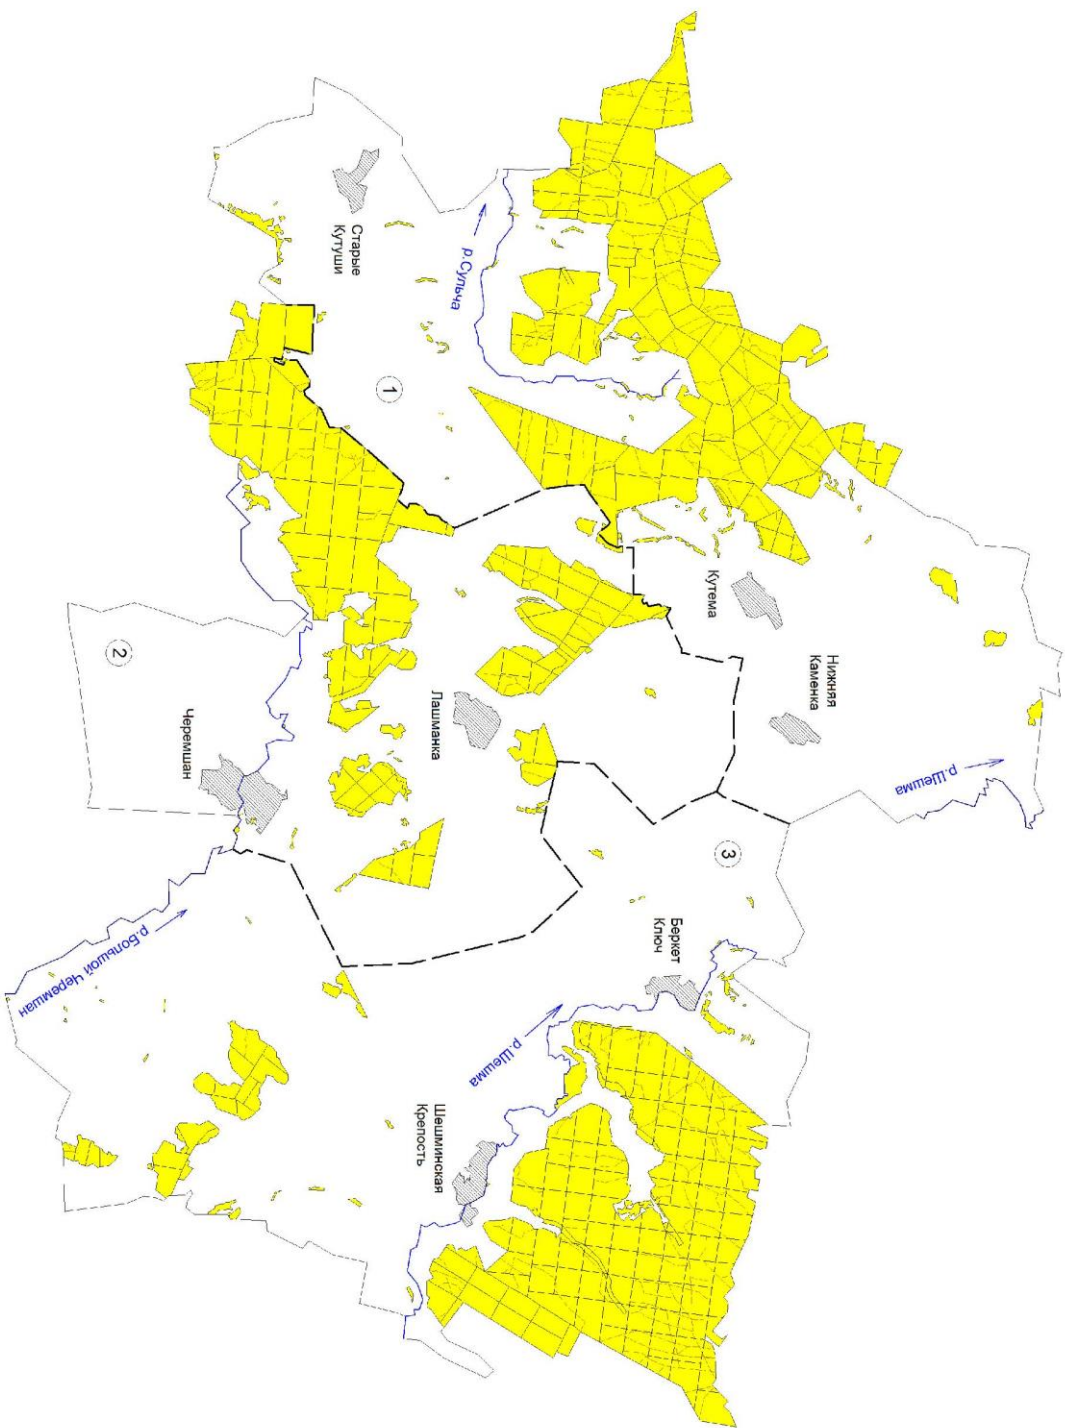 Старые
Кутуши
р.Сульча
1
Кутема
Нижняя
Каменка
р.Шешма
2
Черемшан
Лашманка
3
Беркет
Ключ
р.Большой Черемшан
р.Шешма
Шешминская
Крепость